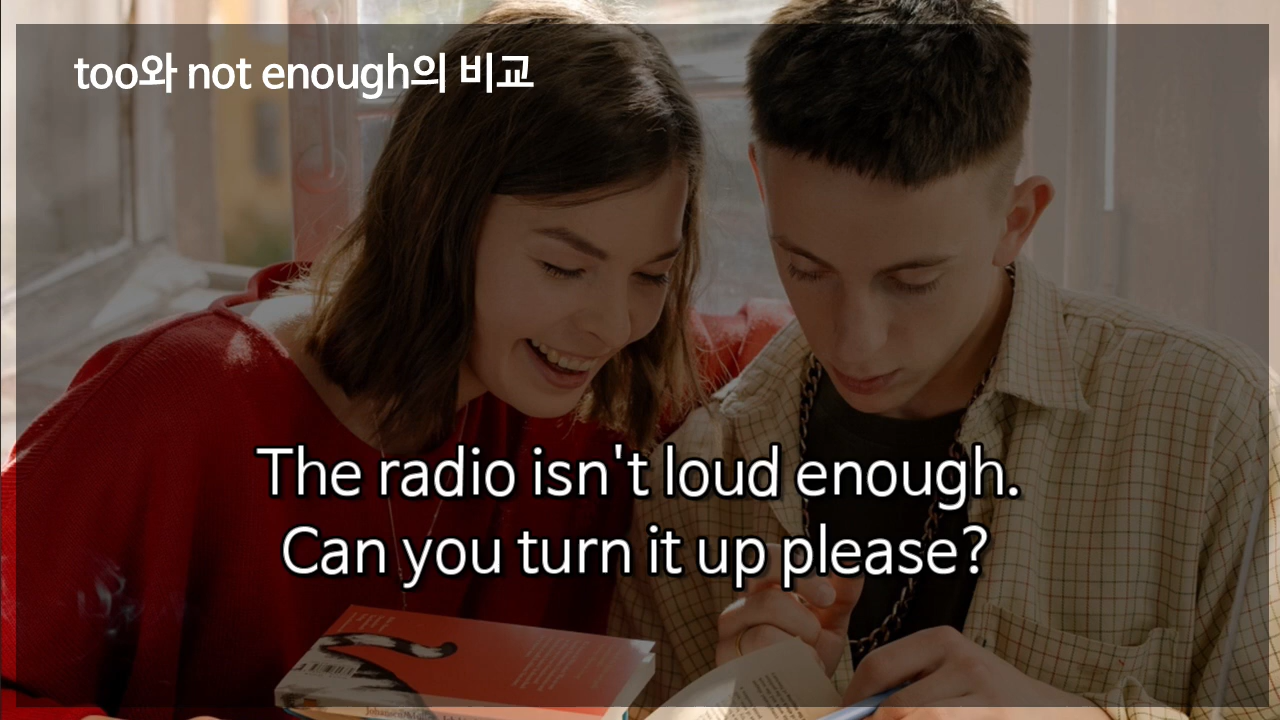 too와 not enough의 비교
The radio isn't loud enough.
Can you turn it up please?